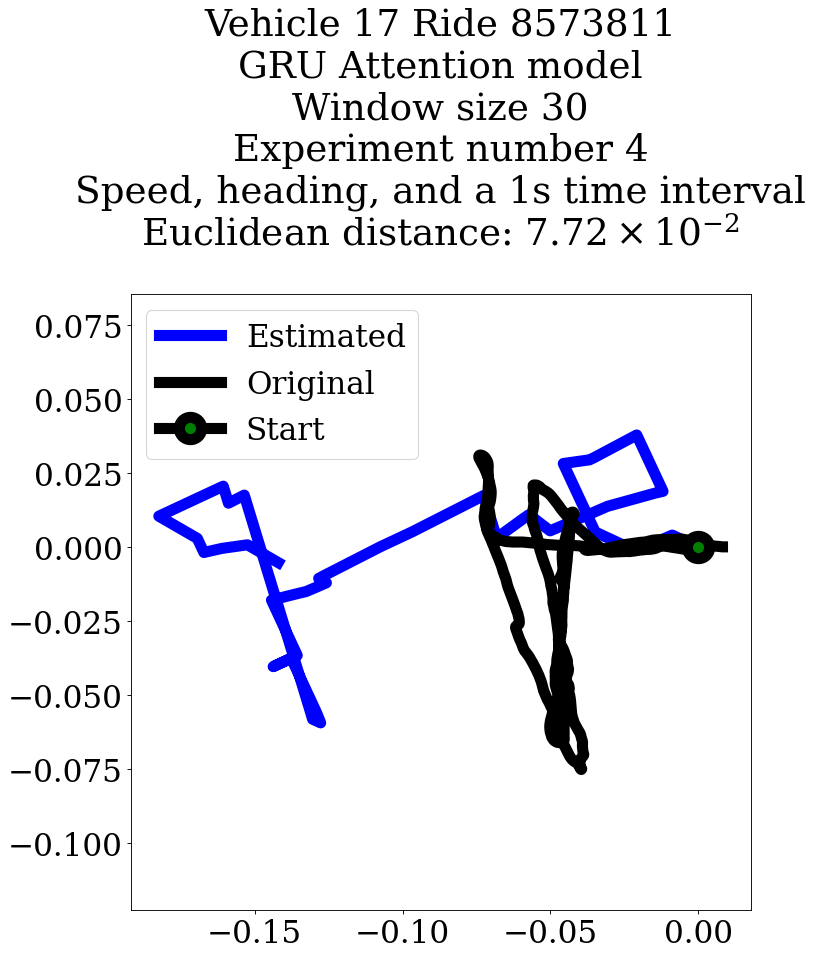 Vehicle 17 Ride 8573811
GRU Attention model
Window size 30
Experiment number 4
Speed, heading, and a 1s time interval
Euclidean distance: 7.72 × 10⁻²
Estimated
Original
Start
0.075
0.050
0.025
0.000
−0.025
−0.050
−0.075
−0.100
−0.15 −0.10 −0.05 0.00